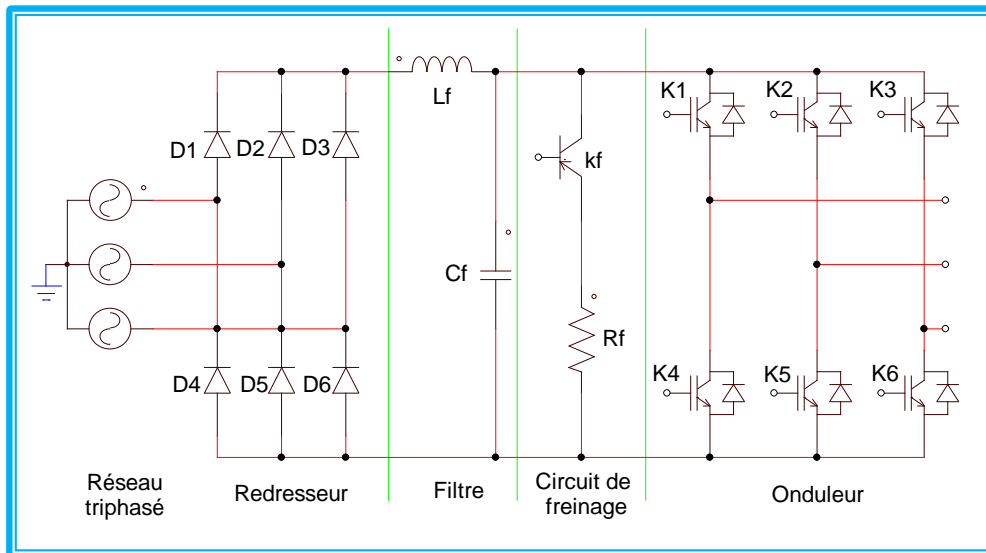 Lf
K1
K2
K3
D1
D2
D3
kf
Cf
Rf
D4
D5
D6
K4
K5
K6
Réseau
triphasé
Redresseur
Filtre
Circuit de
freinage
Onduleur